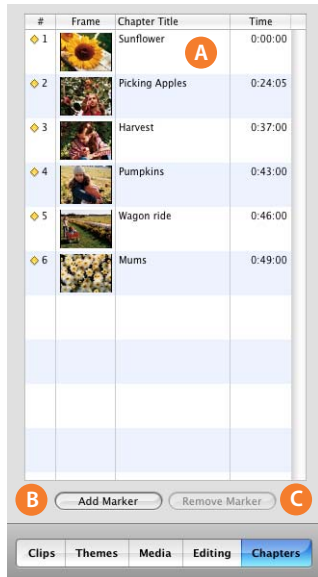 # Frame Chapter Title Time
1 Sunflower 0:00:00
A
2 Picking Apples 0:24:05
3 Harvest 0:37:00
4 Pumpkins 0:43:00
5 Wagon ride 0:46:00
6 Mums 0:49:00
B Add Marker Remove Marker C
Clips Themes Media Editing Chapters